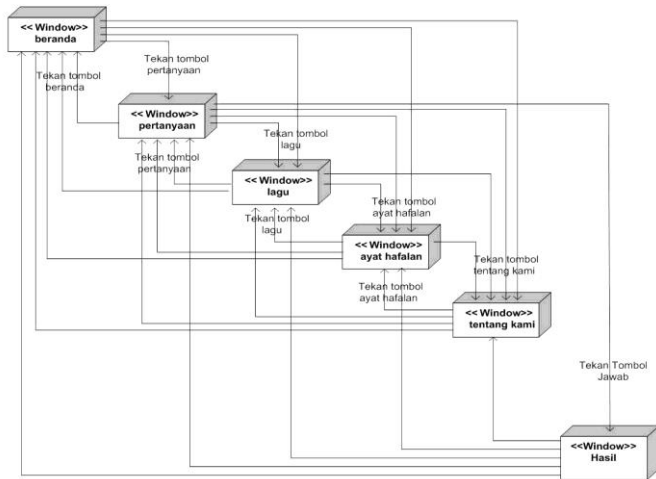 << Window>>
beranda
Tekan tombol
pertanyaan
Tekan tombol
beranda
<< Window>>
pertanyaan
Tekan tombol
lagu
Tekan tombol
pertanyaan
<< Window>>
lagu
Tekan tombol
ayat hafalan
Tekan tombol
lagu
<< Window>>
ayat hafalan
Tekan tombol
tentang kami
Tekan tombol
ayat hafalan
<< Window>>
tentang kami
Tekan Tombol
Jawab
<<Window>>
Hasil